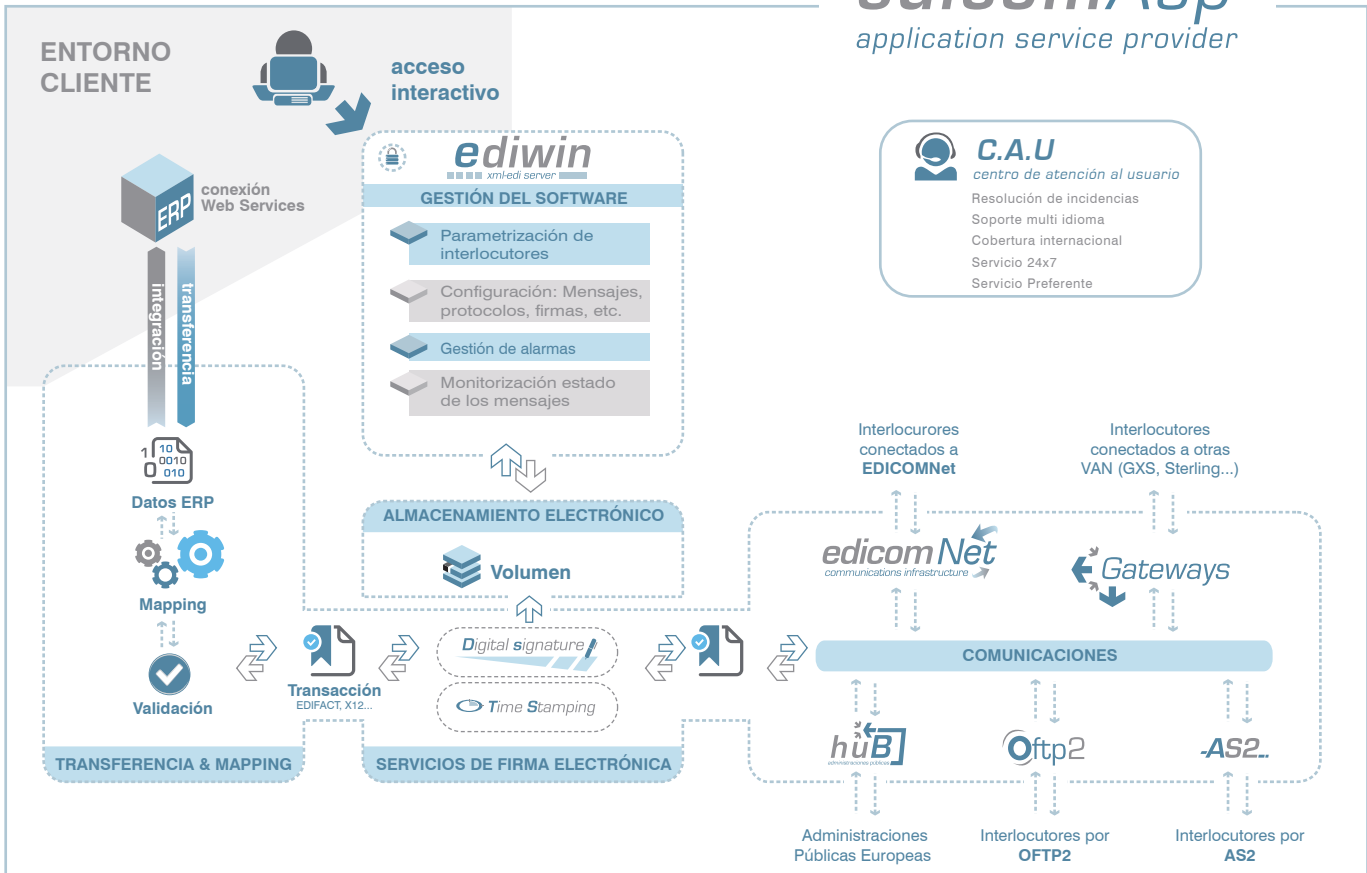 edicomAsp
application service provider
ENTORNO
CLIENTE
acceso
interactivo
ERP
conexión
Web Services
integración
transferencia
ediwin
xml-edi server
GESTIÓN DEL SOFTWARE
Parametrización de
interlocutores
Configuración: Mensajes,
protocolos, firmas, etc.
Gestión de alarmas
Monitorización estado
de los mensajes
C.A.U
centro de atención al usuario
Resolución de incidencias
Soporte multi idioma
Cobertura internacional
Servicio 24x7
Servicio Preferente
1 10
0 0010
010
Datos ERP
Mapping
Validación
TRANSFERENCIA & MAPPING
Transacción
EDIFACT, X12...
ALMACENAMIENTO ELECTRÓNICO
Volumen
Digital signature
Time Stamping
SERVICIOS DE FIRMA ELECTRÓNICA
Interlocurores
conectados a
EDICOMNet
Interlocutores
conectados a otras
VAN (GXS, Sterling...)
edicomNet
communications infrastructure
Gateways
COMUNICACIONES
huB
administraciones públicas
Oftp2
-AS2...
Administraciones
Públicas Europeas
Interlocutores por
OFTP2
Interlocutores por
AS2